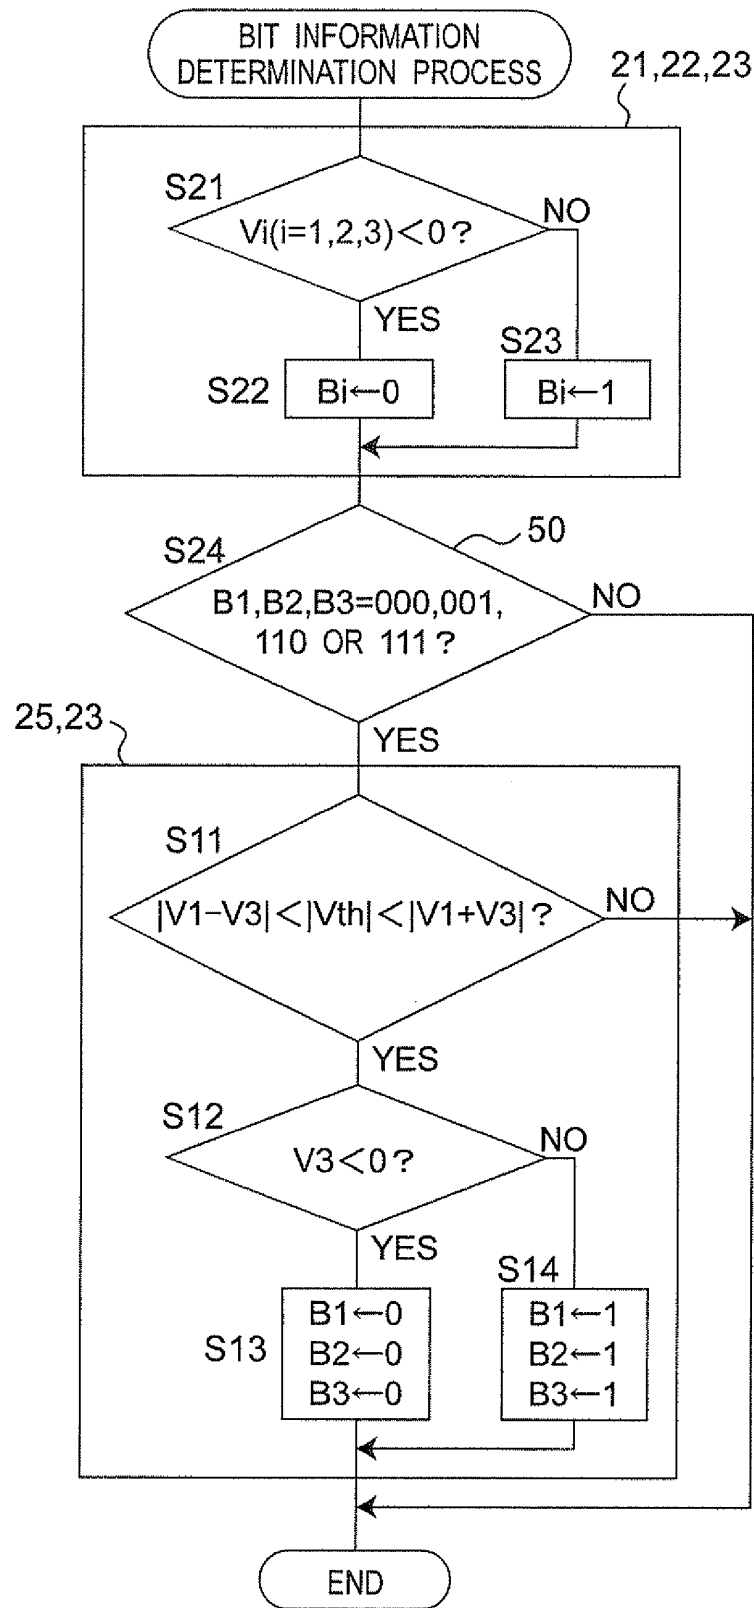 BIT INFORMATION
DETERMINATION PROCESS
21,22,23
S21
Vi(i=1,2,3)<0?
NO
YES
S23
S22
Bi←0
Bi←1
S24
50
B1,B2,B3=000,001,
110 OR 111?
NO
25,23
YES
S11
|V1−V3|<|Vth|<|V1+V3|?
NO
YES
S12
V3<0?
NO
YES
S14
S13
B1←0
B2←0
B3←0
B1←1
B2←1
B3←1
END